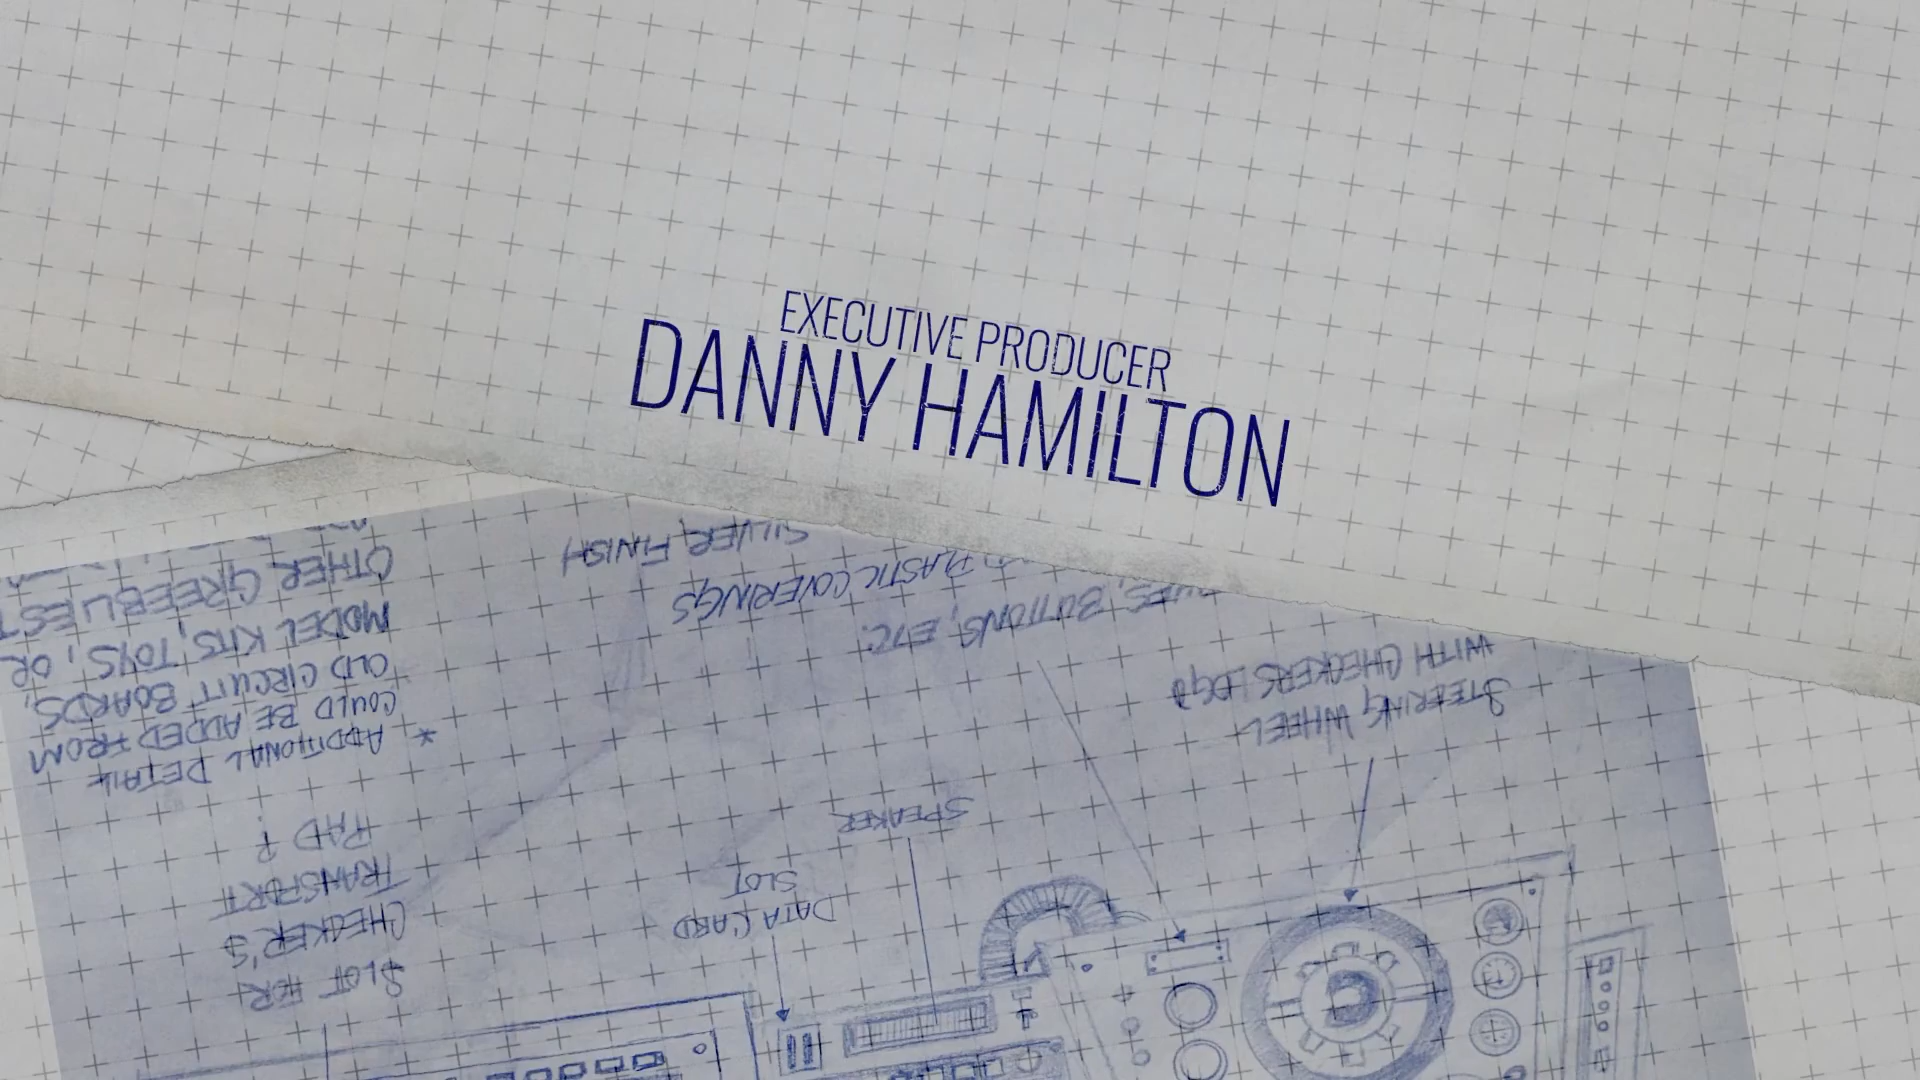 EXECUTIVE PRODUCER
DANNY HAMILTON
STEERING WHEEL
WITH CHECKERS LOGO
SPEAKER
DATA CARD
SLOT
BUTTONS, ETC.
PLASTIC COVERINGS
SILVER FINISH
SLOT FOR
CHECKER'S
TRANSPORT
PAD ?
* ADDITIONAL DETAIL
COULD BE ADDED FROM
OLD CIRCUIT BOARDS,
MODEL KITS, TOYS, OR
OTHER GREEBLIES